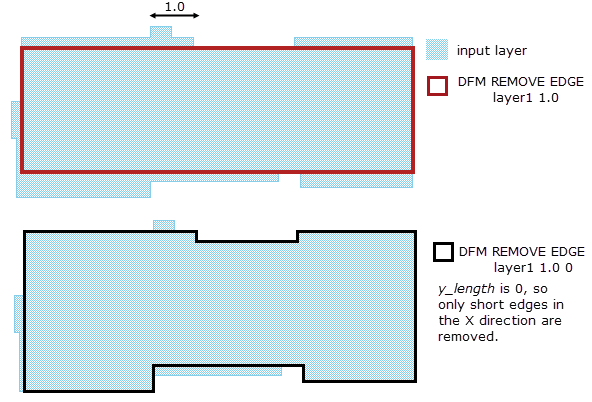 1.0
input layer
DFM REMOVE EDGE
layer1 1.0
DFM REMOVE EDGE
layer1 1.0 0
y_length is 0, so
only short edges in
the X direction are
removed.